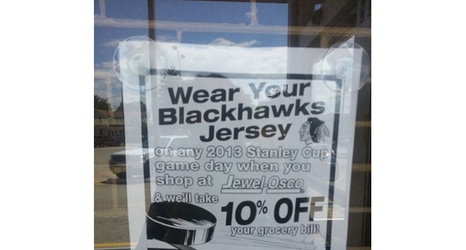 Wear Your
Blackhawks
Jersey
on any 2013 Stanley Cup
game day when you
shop at Jewel-Osco
& we'll take
10% OFF
your grocery bill!